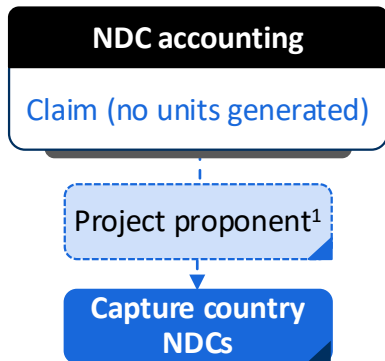 NDC accounting
Claim (no units generated)
Project proponent¹
Capture country
NDCs